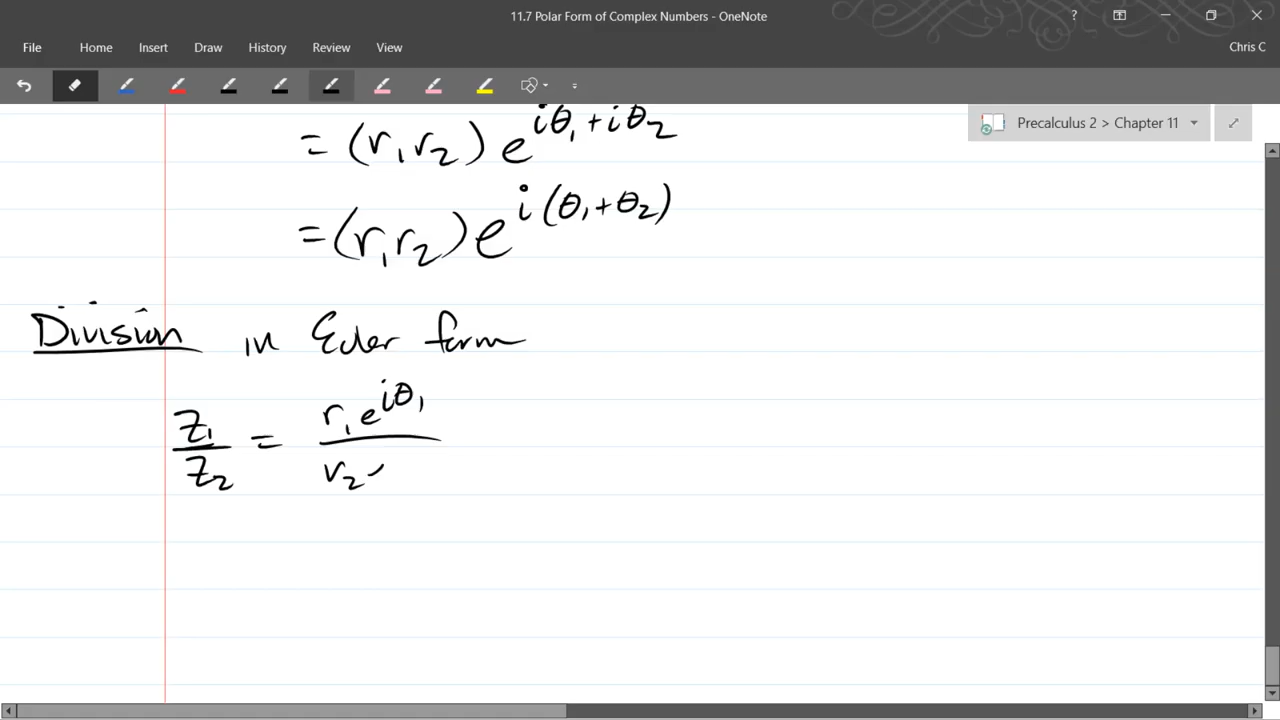 11.7 Polar Form of Complex Numbers - OneNote
?
File Home Insert Draw History Review View Chris C
Precalculus 2 > Chapter 11
= (r₁r₂) e^{iθ₁+iθ₂}
= (r₁r₂) e^{i(θ₁+θ₂)}
Division in Euler form
z₁/z₂ = r₁e^{iθ₁}/r₂